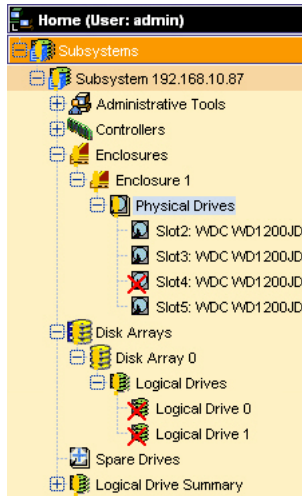 Home (User: admin)
Subsystems
Subsystem 192.168.10.87
Administrative Tools
Controllers
Enclosures
Enclosure 1
Physical Drives
Slot2: WDC WD1200JD
Slot3: WDC WD1200JD
Slot4: WDC WD1200JD
Slot5: WDC WD1200JD
Disk Arrays
Disk Array 0
Logical Drives
Logical Drive 0
Logical Drive 1
Spare Drives
Logical Drive Summary